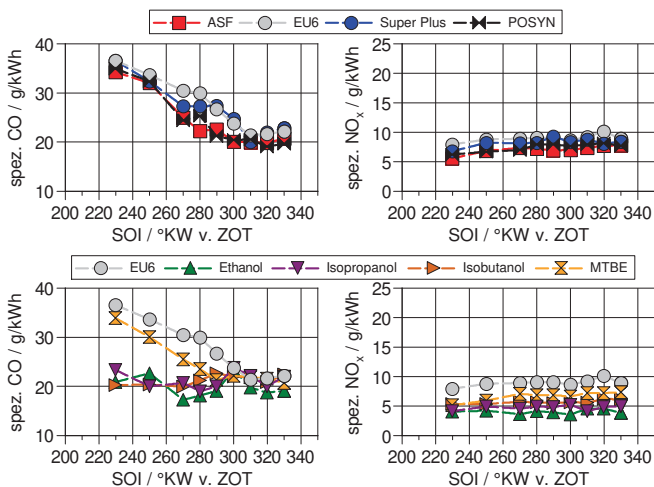 ASF EU6 Super Plus POSYN
spez. CO / g/kWh
40
30
20
10
200 220 240 260 280 300 320 340
SOI / °KW v. ZOT
spez. NOx / g/kWh
25
20
15
10
5
0
200 220 240 260 280 300 320 340
SOI / °KW v. ZOT
EU6 Ethanol Isopropanol Isobutanol MTBE
spez. CO / g/kWh
40
30
20
10
200 220 240 260 280 300 320 340
SOI / °KW v. ZOT
spez. NOx / g/kWh
25
20
15
10
5
0
200 220 240 260 280 300 320 340
SOI / °KW v. ZOT